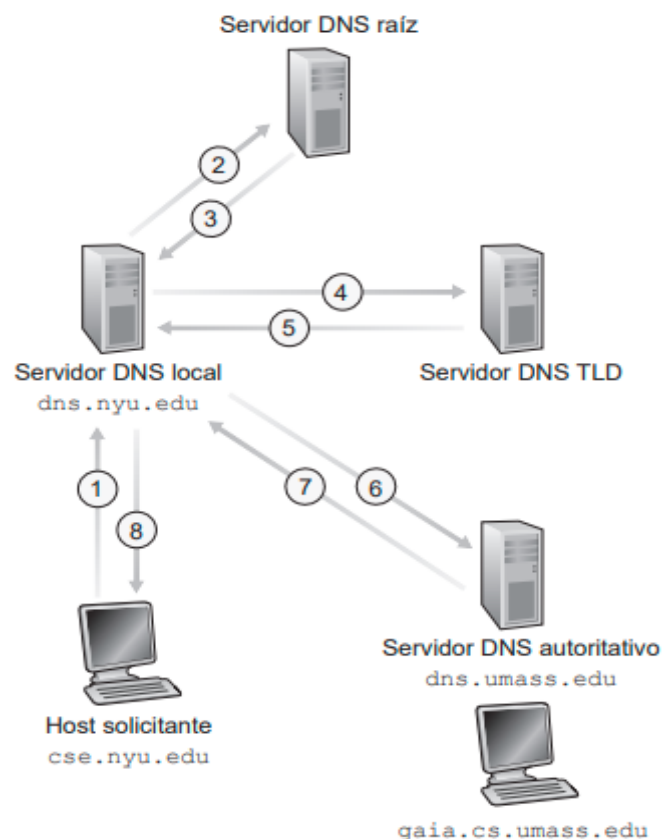 Servidor DNS raíz
2
3
4
5
Servidor DNS local
dns.nyu.edu
Servidor DNS TLD
1
8
7
6
Servidor DNS autoritativo
dns.umass.edu
Host solicitante
cse.nyu.edu
gaia.cs.umass.edu